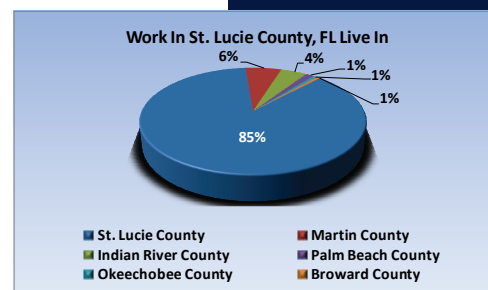 Work In St. Lucie County, FL Live In
6% 4% 1%
1%
1%
85%
St. Lucie County Martin County
Indian River County Palm Beach County
Okeechobee County Broward County